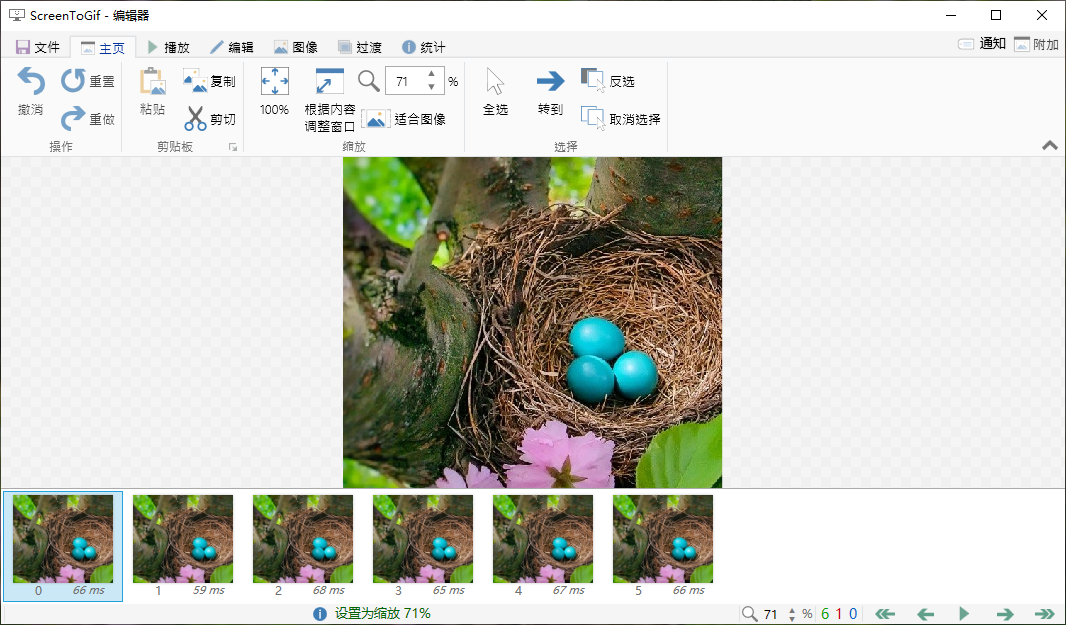 ScreenToGif - 编辑器
文件 主页 播放 编辑 图像 过渡 统计 通知 附加
撤消 重置 重做
操作
粘贴 复制 剪切
剪贴板
100% 根据内容
调整窗口 71 % 适合图像
缩放
全选 转到 反选 取消选择
选择
0 66 ms
1 59 ms
2 68 ms
3 65 ms
4 67 ms
5 66 ms
设置为缩放 71%
71 % 6 1 0